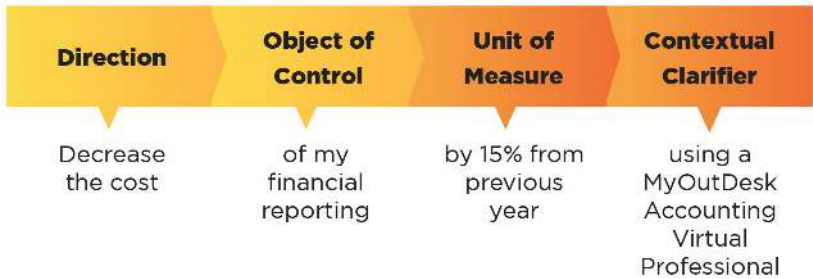 Direction
Object of
Control
Unit of
Measure
Contextual
Clarifier
Decrease
the cost
of my
financial
reporting
by 15% from
previous
year
using a
MyOutDesk
Accounting
Virtual
Professional